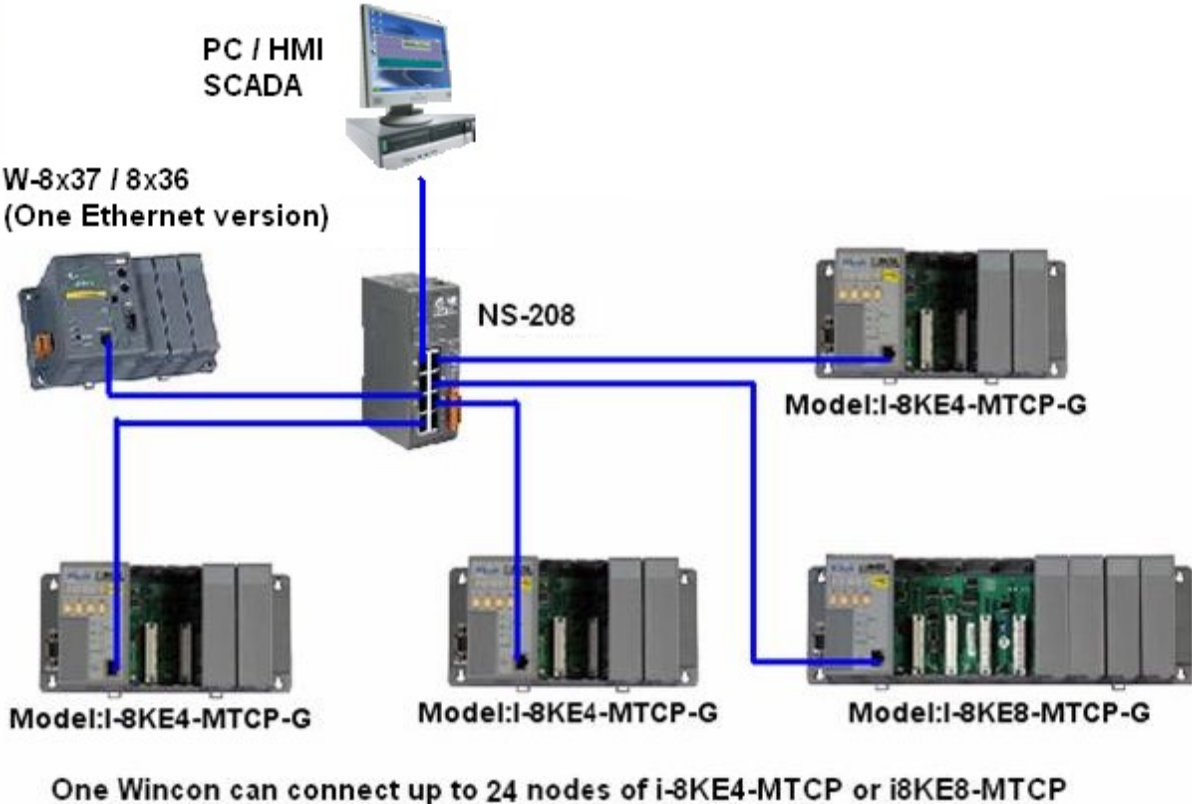 PC / HMI
SCADA
W-8x37 / 8x36
(One Ethernet version)
NS-208
Model:I-8KE4-MTCP-G
Model:I-8KE4-MTCP-G
Model:I-8KE4-MTCP-G
Model:I-8KE8-MTCP-G
One Wincon can connect up to 24 nodes of i-8KE4-MTCP or i8KE8-MTCP